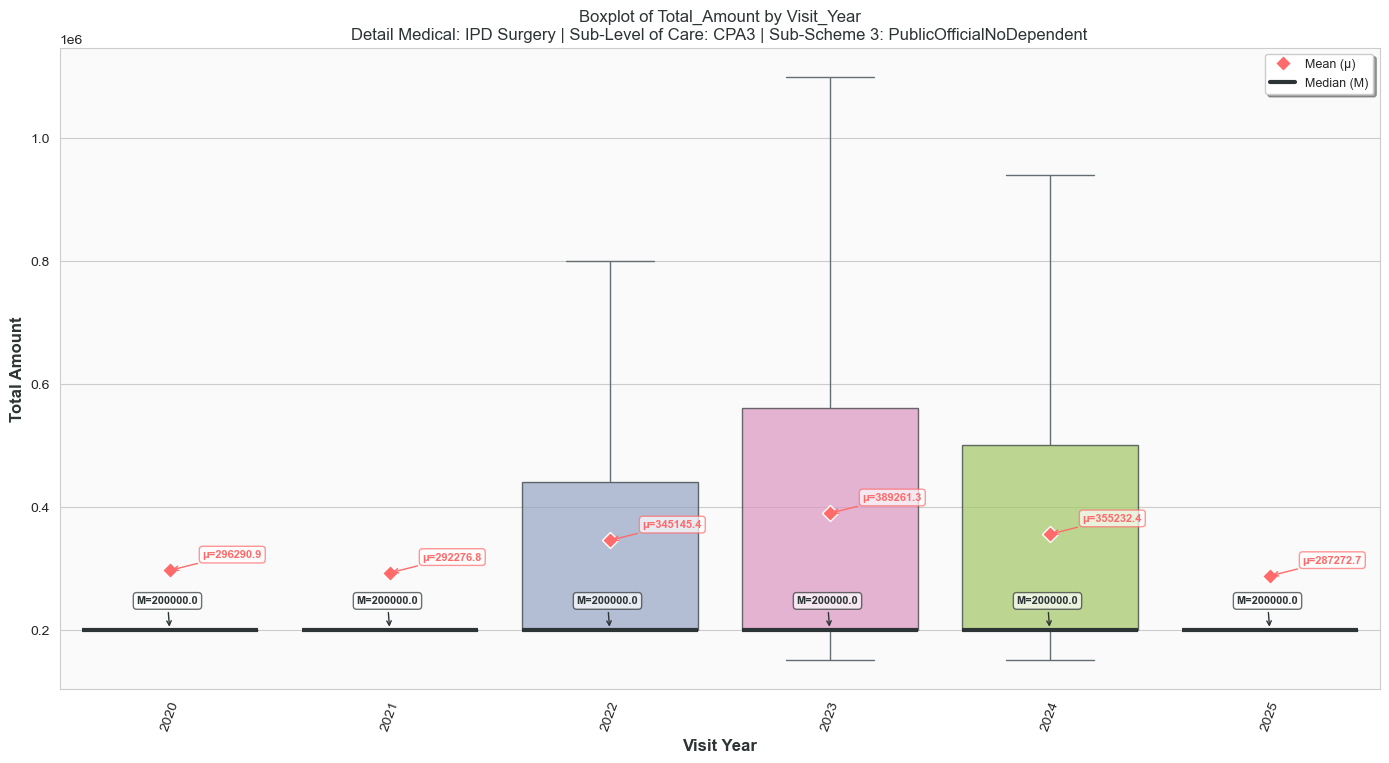 Boxplot of Total_Amount by Visit_Year
Detail Medical: IPD Surgery | Sub-Level of Care: CPA3 | Sub-Scheme 3: PublicOfficialNoDependent
1e6
Mean (μ)
Median (M)
1.0
0.8
0.6
0.4
0.2
Total Amount
μ=296290.9
M=200000.0
μ=292276.8
M=200000.0
μ=345145.4
M=200000.0
μ=389261.3
M=200000.0
μ=355232.4
M=200000.0
μ=287272.7
M=200000.0
2020
2021
2022
2023
2024
2025
Visit Year